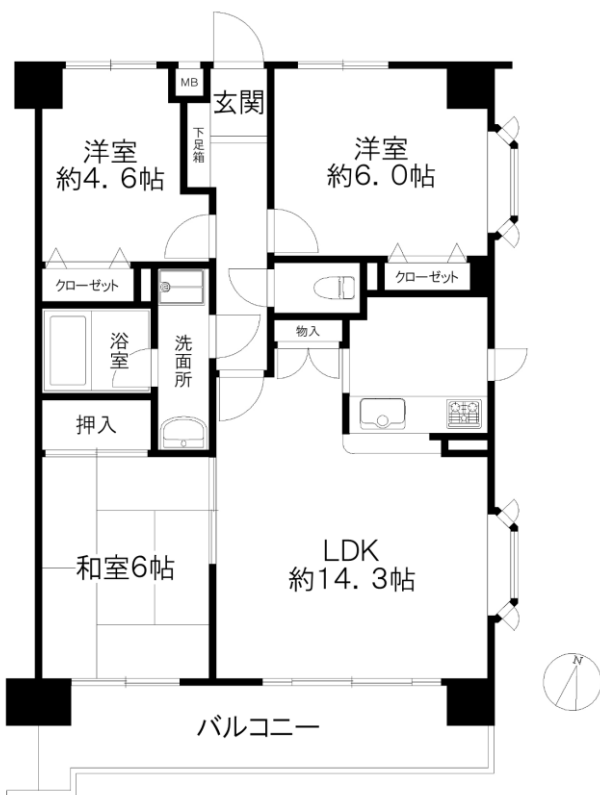 MB
玄関
下足箱
洋室
約4.6帖
洋室
約6.0帖
クローゼット
クローゼット
物入
浴室
洗面所
押入
和室6帖
LDK
約14.3帖
N
バルコニー